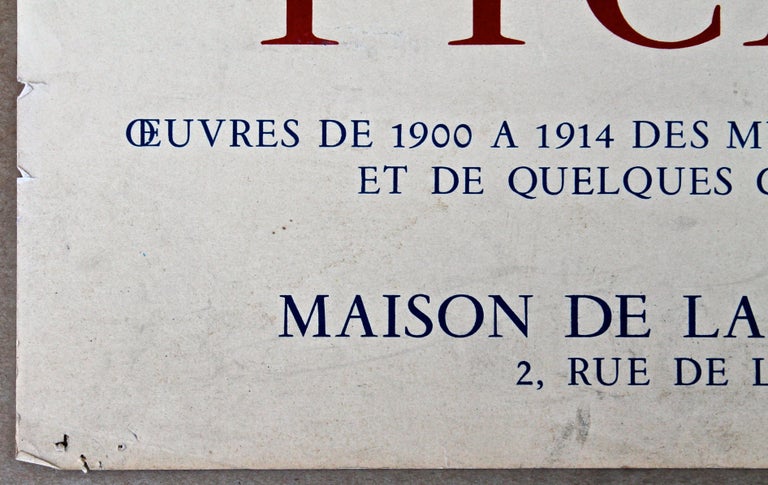 ŒUVRES DE 1900 A 1914 DES
ET DE QUELQUES
MAISON DE LA
2, RUE DE